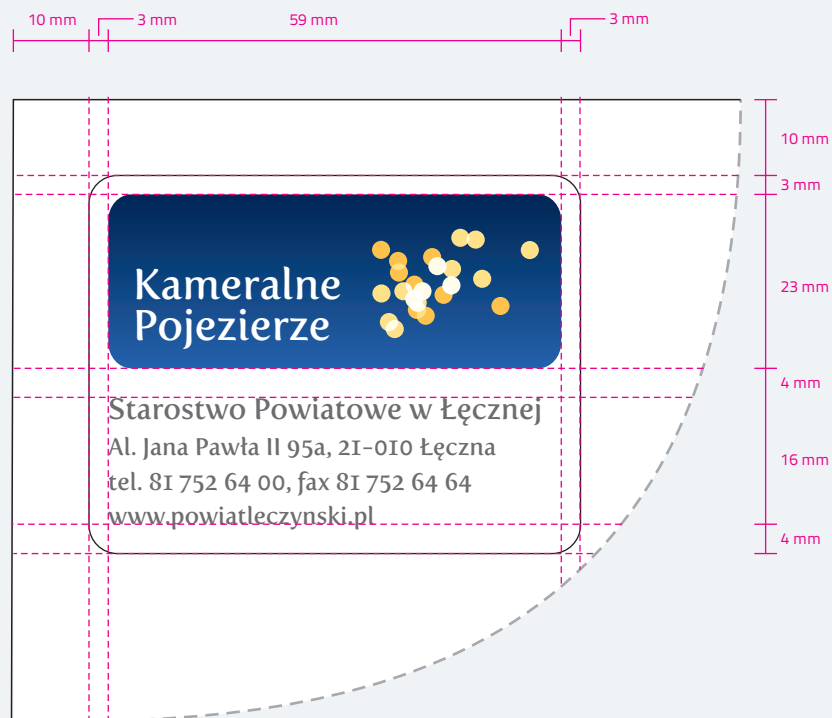 10 mm 3 mm 59 mm 3 mm
10 mm
3 mm
Kameralne
Pojezierze
23 mm
4 mm
Starostwo Powiatowe w Łęcznej
Al. Jana Pawła II 95a, 21-010 Łęczna
16 mm
tel. 81 752 64 00, fax 81 752 64 64
www.powiatleczynski.pl
4 mm